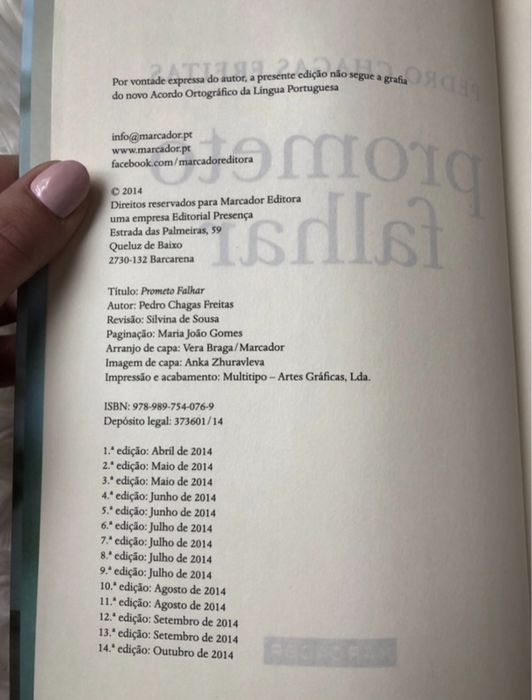 Por vontade expressa do autor, a presente edição não segue a grafia
do novo Acordo Ortográfico da Língua Portuguesa
info@marcador.pt
www.marcador.pt
facebook.com/marcadoreditora
© 2014
Direitos reservados para Marcador Editora
uma empresa Editorial Presença
Estrada das Palmeiras, 59
Queluz de Baixo
2730-132 Barcarena
Título: Prometo Falhar
Autor: Pedro Chagas Freitas
Revisão: Silvina de Sousa
Paginação: Maria João Gomes
Arranjo de capa: Vera Braga/Marcador
Imagem de capa: Anka Zhuravleva
Impressão e acabamento: Multitipo – Artes Gráficas, Lda.
ISBN: 978-989-754-076-9
Depósito legal: 373601/14
1.ª edição: Abril de 2014
2.ª edição: Maio de 2014
3.ª edição: Maio de 2014
4.ª edição: Junho de 2014
5.ª edição: Junho de 2014
6.ª edição: Julho de 2014
7.ª edição: Julho de 2014
8.ª edição: Julho de 2014
9.ª edição: Julho de 2014
10.ª edição: Agosto de 2014
11.ª edição: Agosto de 2014
12.ª edição: Setembro de 2014
13.ª edição: Setembro de 2014
14.ª edição: Outubro de 2014
PEDRO CHAGAS FREITAS
prometo
falhar
MARCADOR